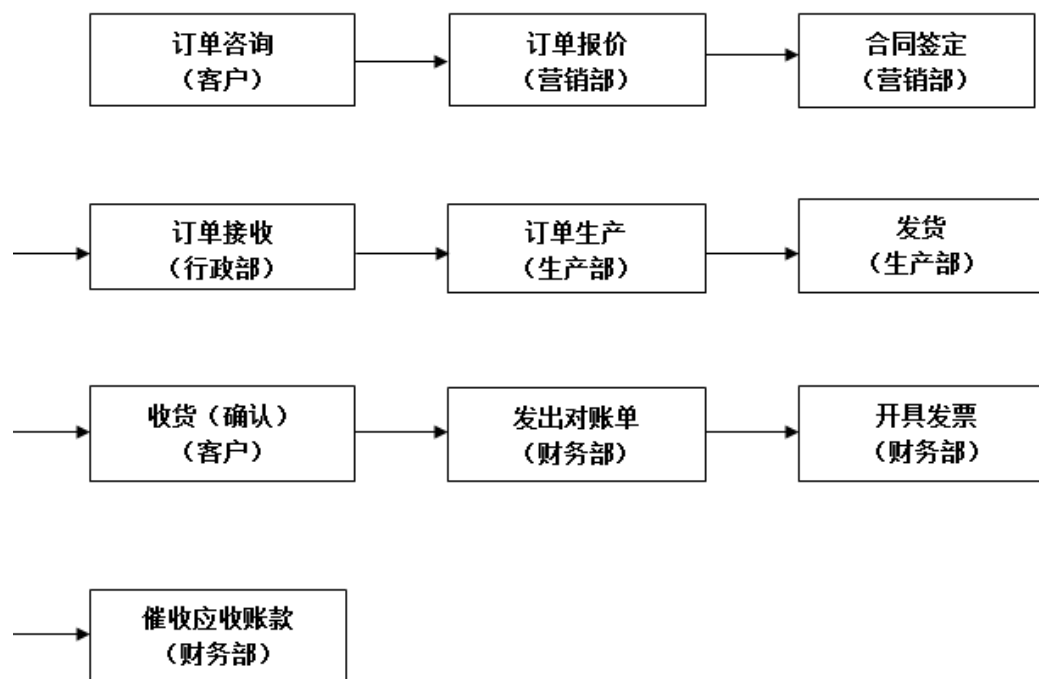 订单咨询
（客户）
订单报价
（营销部）
合同签定
（营销部）
订单接收
（行政部）
订单生产
（生产部）
发货
（生产部）
收货（确认）
（客户）
发出对账单
（财务部）
开具发票
（财务部）
催收应收账款
（财务部）